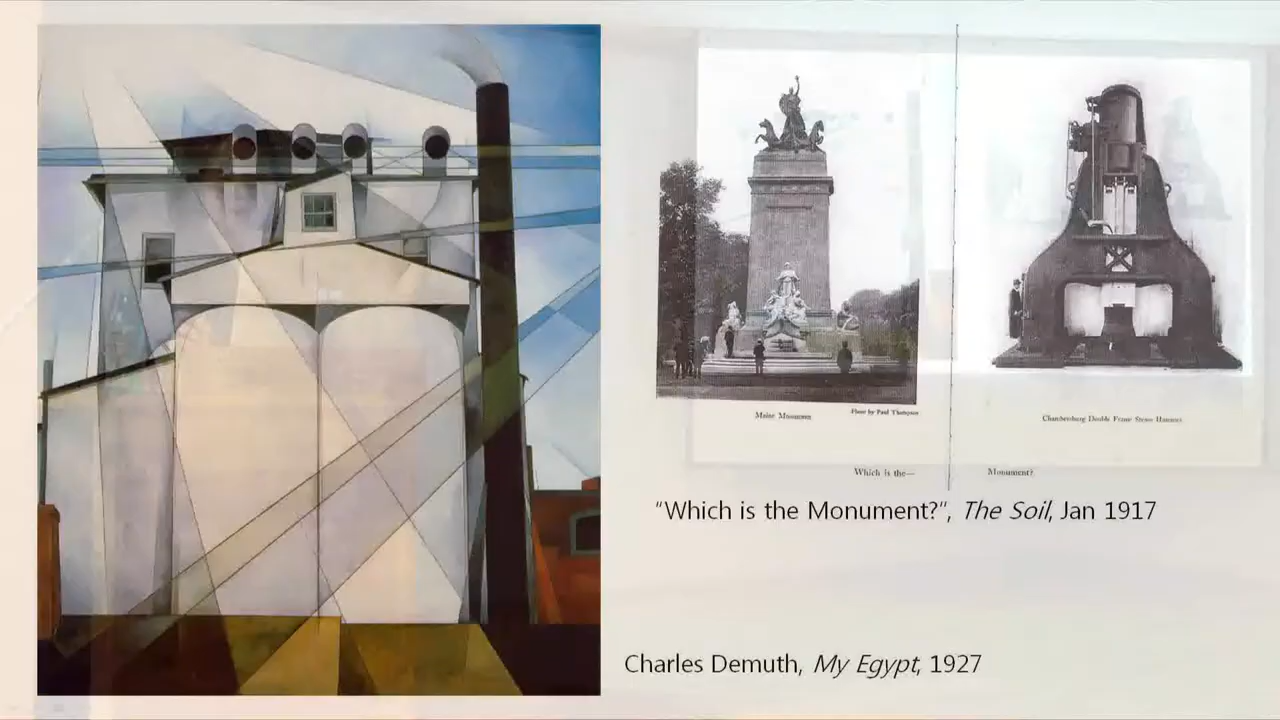 Maine Monument
Photo by Paul Thompson
Chambersburg Double Frame Steam Hammer
Which is the—
Monument?
“Which is the Monument?”, The Soil, Jan 1917
Charles Demuth, My Egypt, 1927